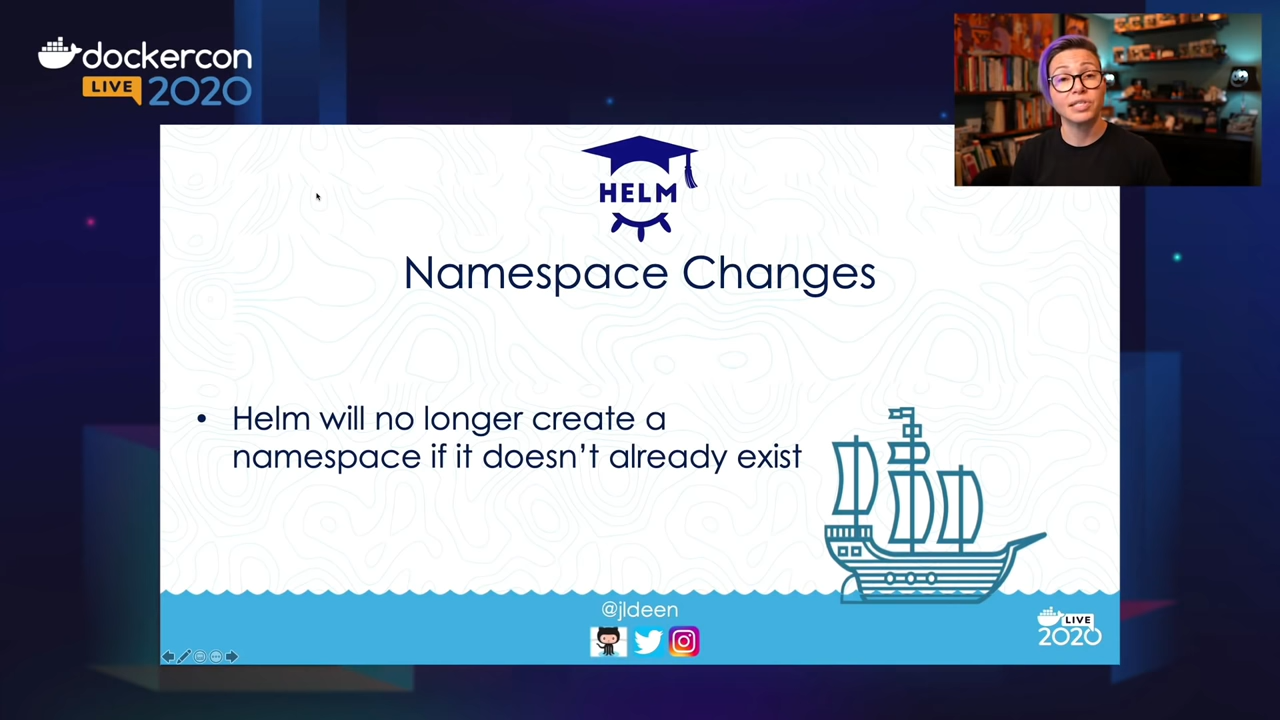 dockercon
LIVE 2020
HELM
Namespace Changes
• Helm will no longer create a
namespace if it doesn't already exist
@jldeen
LIVE
2020